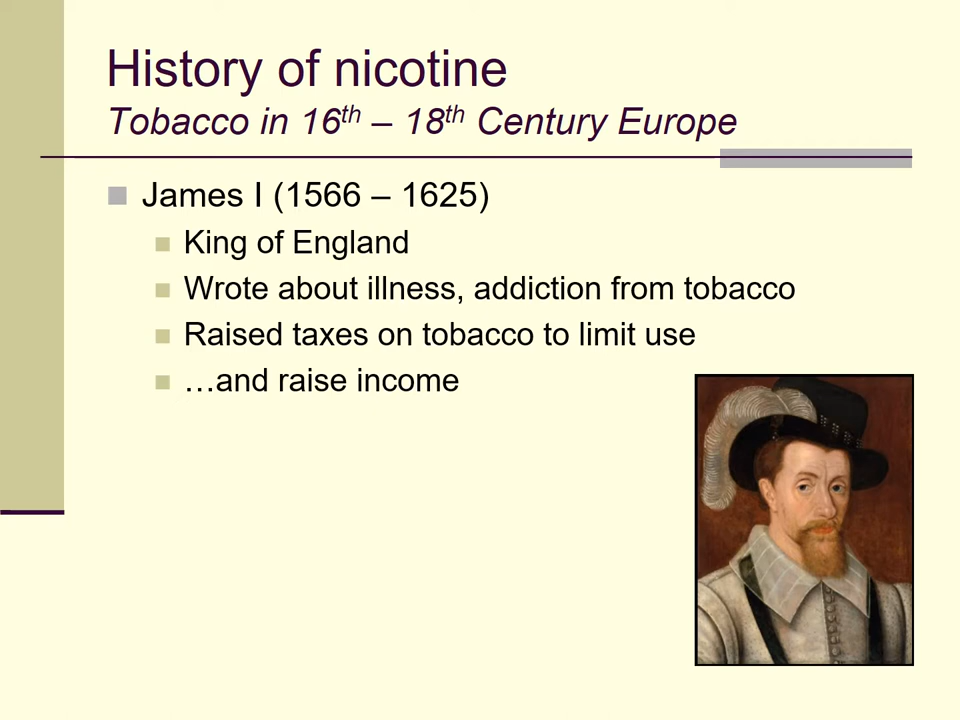 History of nicotine
Tobacco in 16th – 18th Century Europe
James I (1566 – 1625)
King of England
Wrote about illness, addiction from tobacco
Raised taxes on tobacco to limit use
…and raise income